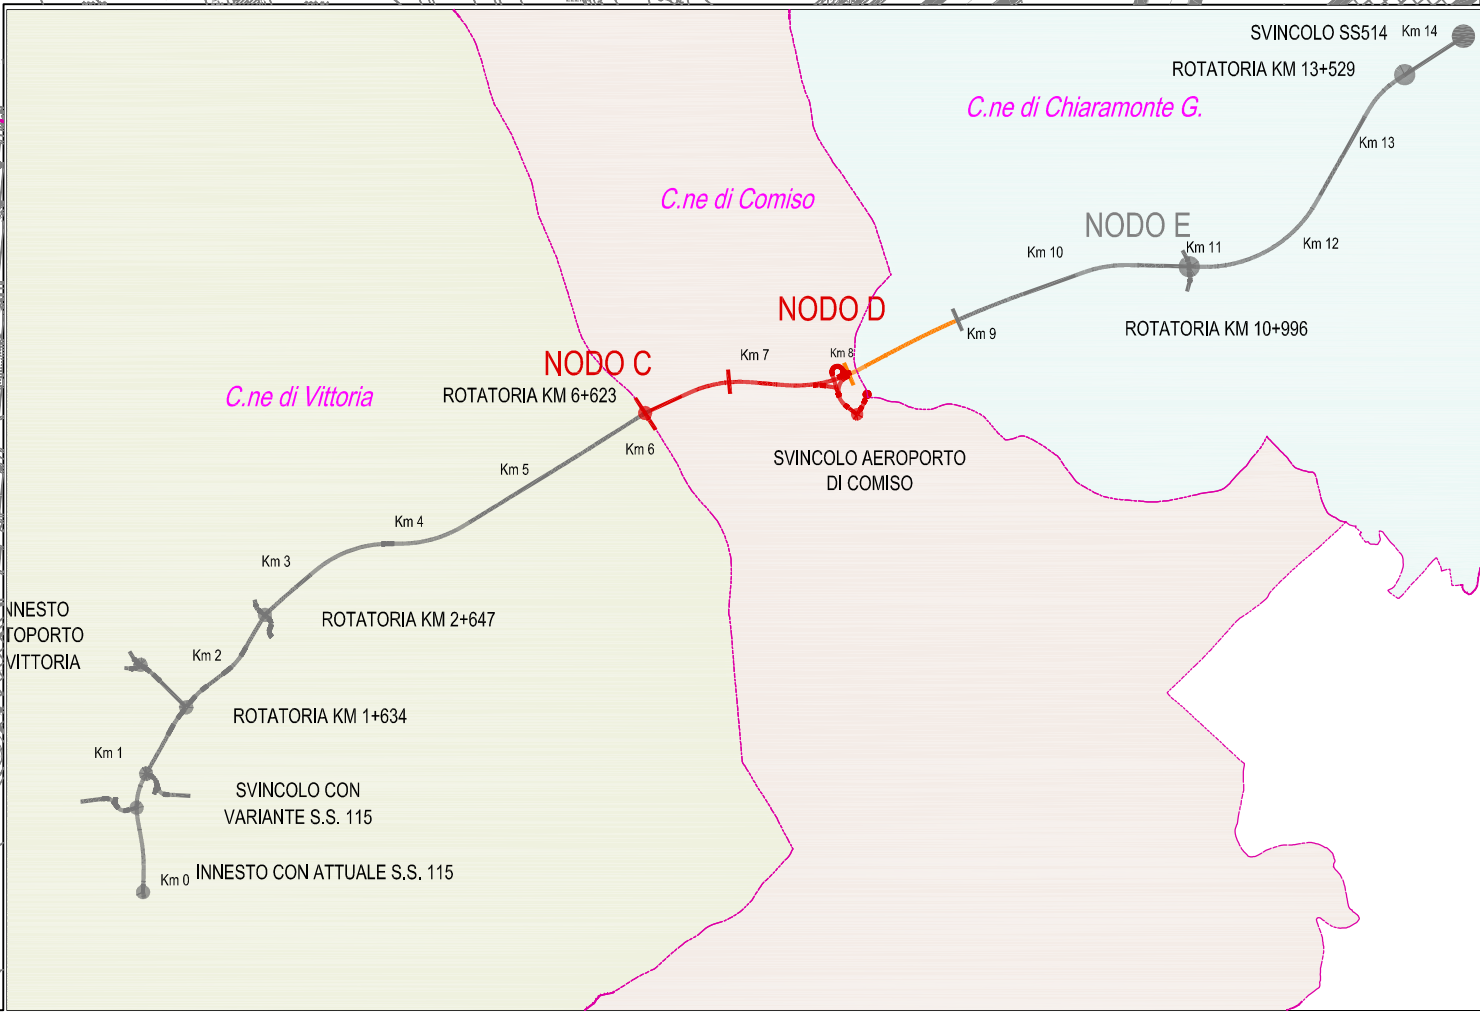 SVINCOLO SS514
Km 14
ROTATORIA KM 13+529
C.ne di Chiaramonte G.
Km 13
C.ne di Comiso
NODO E
Km 12
Km 11
Km 10
NODO D
ROTATORIA KM 10+996
Km 9
Km 8
Km 7
NODO C
ROTATORIA KM 6+623
C.ne di Vittoria
Km 6
SVINCOLO AEROPORTO
DI COMISO
Km 5
Km 4
Km 3
NNESTO
TOPORTO
VITTORIA
ROTATORIA KM 2+647
Km 2
ROTATORIA KM 1+634
Km 1
SVINCOLO CON
VARIANTE S.S. 115
Km 0
INNESTO CON ATTUALE S.S. 115